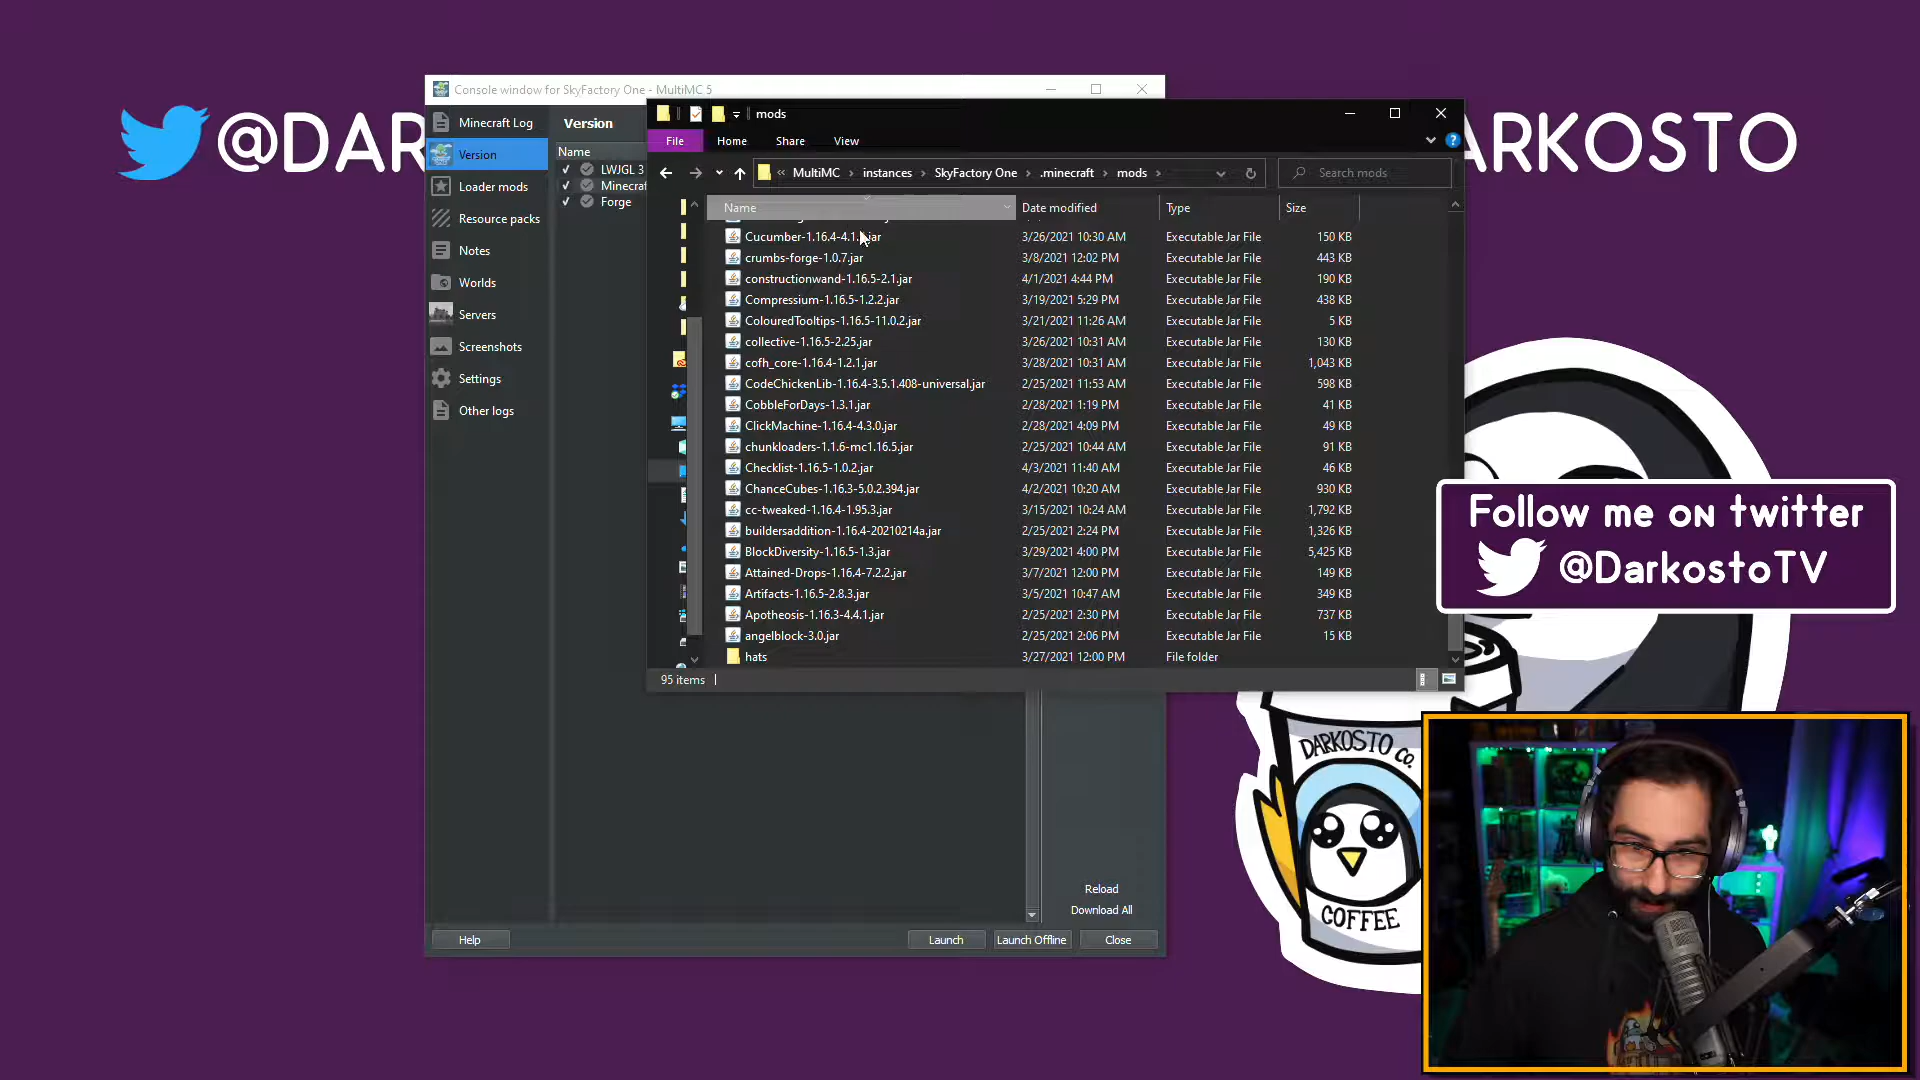 @DAR
ARKOSTO
Console window for SkyFactory One - MultiMC 5
Minecraft Log
Version
Loader mods
Resource packs
Notes
Worlds
Servers
Screenshots
Settings
Other logs
Version
Name
LWJGL 3
Minecraf
Forge
mods
File
Home
Share
View
« MultiMC › instances › SkyFactory One › .minecraft › mods ›
Search mods
Name Date modified Type Size
Cucumber-1.16.4-4.1. jar 3/26/2021 10:30 AM Executable Jar File 150 KB
crumbs-forge-1.0.7.jar 3/8/2021 12:02 PM Executable Jar File 443 KB
constructionwand-1.16.5-2.1.jar 4/1/2021 4:44 PM Executable Jar File 190 KB
Compressium-1.16.5-1.2.2.jar 3/19/2021 5:29 PM Executable Jar File 438 KB
ColouredTooltips-1.16.5-11.0.2.jar 3/21/2021 11:26 AM Executable Jar File 5 KB
collective-1.16.5-2.25.jar 3/26/2021 10:31 AM Executable Jar File 130 KB
cofh_core-1.16.4-1.2.1.jar 3/28/2021 10:31 AM Executable Jar File 1,043 KB
CodeChickenLib-1.16.4-3.5.1.408-universal.jar 2/25/2021 11:53 AM Executable Jar File 598 KB
CobbleForDays-1.3.1.jar 2/28/2021 1:19 PM Executable Jar File 41 KB
ClickMachine-1.16.4-4.3.0.jar 2/28/2021 4:09 PM Executable Jar File 49 KB
chunkloaders-1.1.6-mc1.16.5.jar 2/25/2021 10:44 AM Executable Jar File 91 KB
Checklist-1.16.5-1.0.2.jar 4/3/2021 11:40 AM Executable Jar File 46 KB
ChanceCubes-1.16.3-5.0.2.394.jar 4/2/2021 10:20 AM Executable Jar File 930 KB
cc-tweaked-1.16.4-1.95.3.jar 3/15/2021 10:24 AM Executable Jar File 1,792 KB
buildersaddition-1.16.4-20210214a.jar 2/25/2021 2:24 PM Executable Jar File 1,326 KB
BlockDiversity-1.16.5-1.3.jar 3/29/2021 4:00 PM Executable Jar File 5,425 KB
Attained-Drops-1.16.4-7.2.2.jar 3/7/2021 12:00 PM Executable Jar File 149 KB
Artifacts-1.16.5-2.8.3.jar 3/5/2021 10:47 AM Executable Jar File 349 KB
Apotheosis-1.16.3-4.4.1.jar 2/25/2021 2:30 PM Executable Jar File 737 KB
angelblock-3.0.jar 2/25/2021 2:06 PM Executable Jar File 15 KB
hats 3/27/2021 12:00 PM File folder
95 items
Follow me on twitter
@DarkostoTV
DARKOSTO CO.
COFFEE
Reload
Download All
Help
Launch
Launch Offline
Close